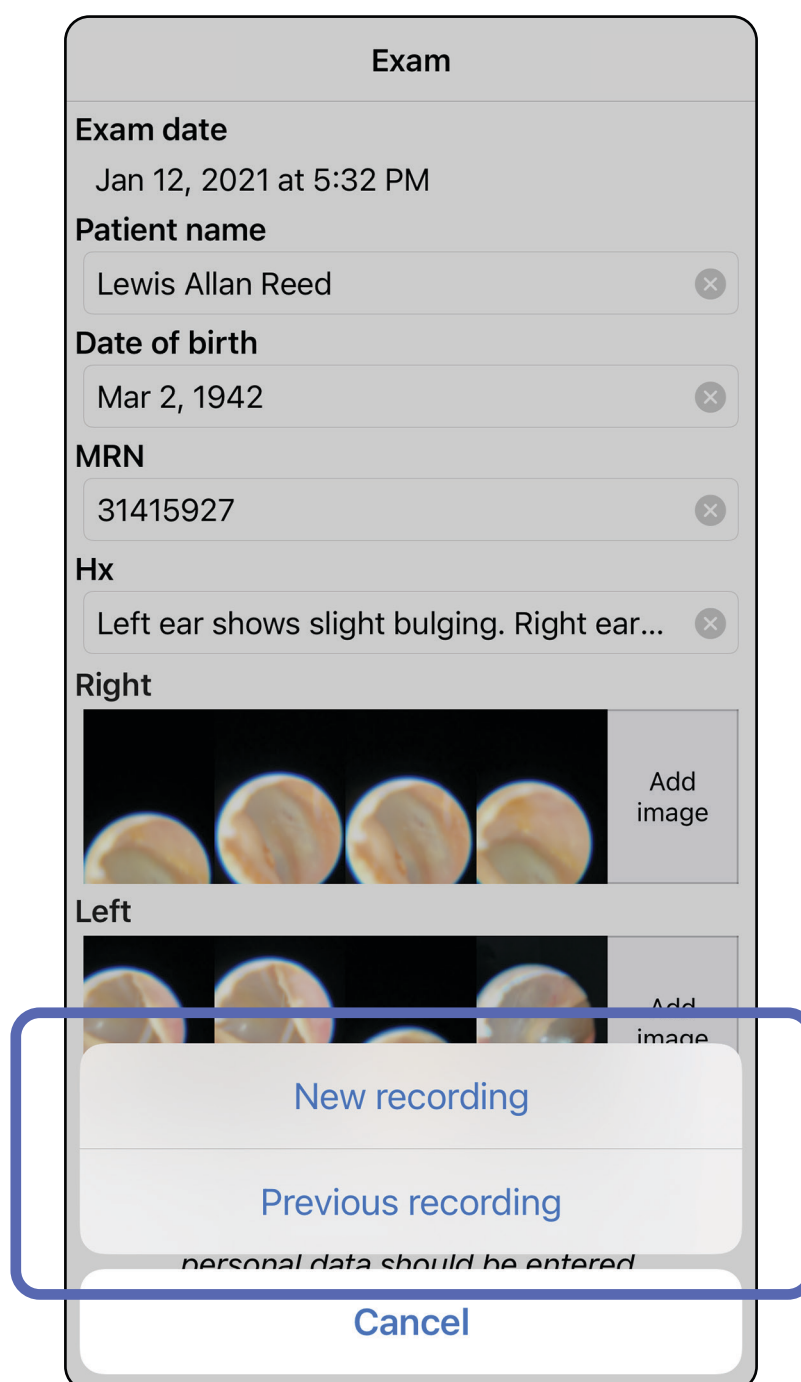 Exam
Exam date
Jan 12, 2021 at 5:32 PM
Patient name
Lewis Allan Reed
Date of birth
Mar 2, 1942
MRN
31415927
Hx
Left ear shows slight bulging. Right ear...
Right
Add
image
Left
Add
image
New recording
Previous recording
personal data should be entered
Cancel